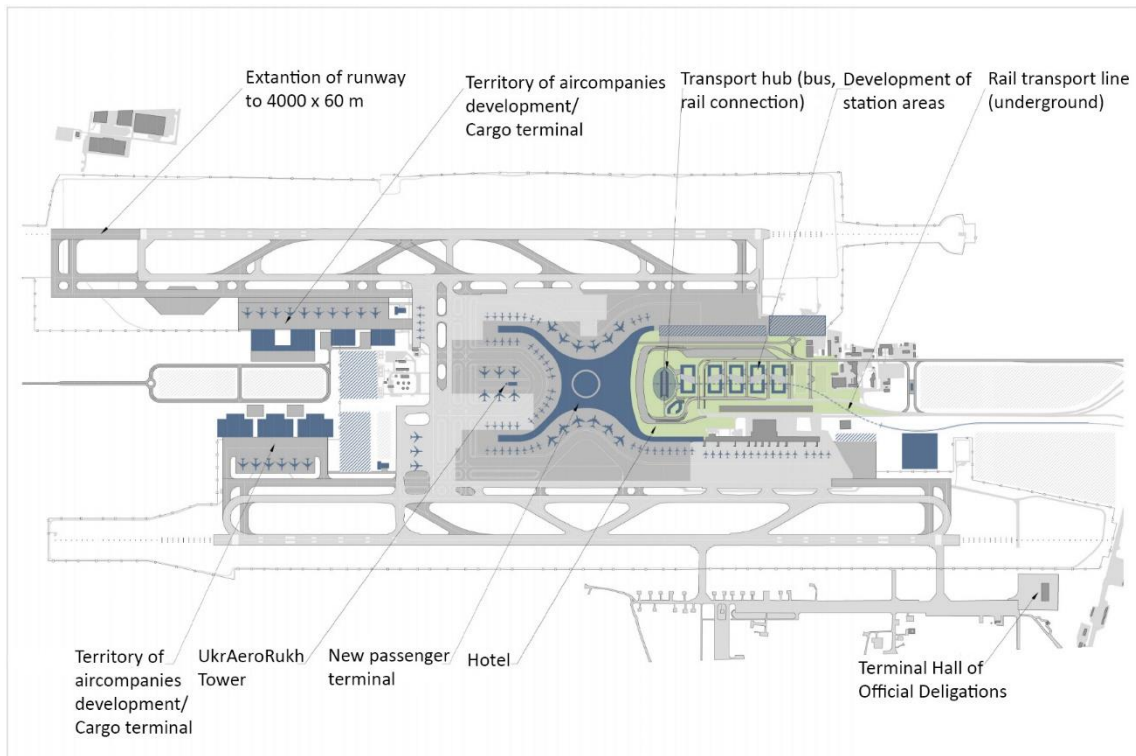 Extantion of runway
to 4000 x 60 m
Territory of aircompanies
development/
Cargo terminal
Transport hub (bus,
rail connection)
Development of
station areas
Rail transport line
(underground)
Territory of
aircompanies
development/
Cargo terminal
UkrAeroRukh
Tower
New passenger
terminal
Hotel
Terminal Hall of
Official Deligations